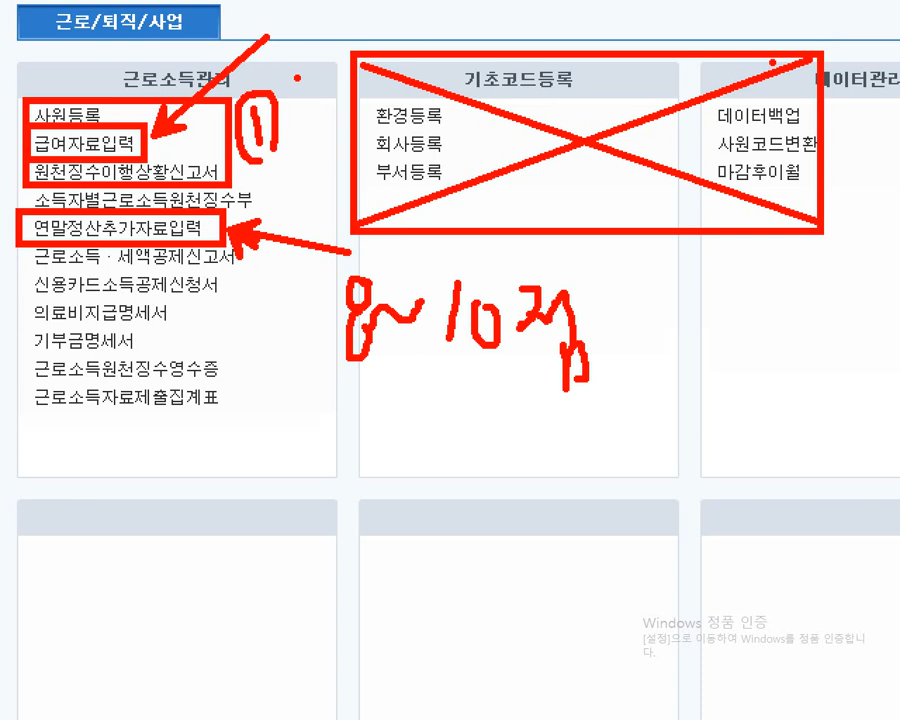 근로/퇴직/사업
근로소득관리
사원등록
급여자료입력
원천징수이행상황신고서
소득자별근로소득원천징수부
연말정산추가자료입력
근로소득 · 세액공제신고서
신용카드소득공제신청서
의료비지급명세서
기부금명세서
근로소득원천징수영수증
근로소득자료제출집계표
기초코드등록
환경등록
회사등록
부서등록
데이터관리
데이터백업
사원코드변환
마감후이월
8~10점
Windows 정품 인증
[설정]으로 이동하여 Windows를 정품 인증합니
다.